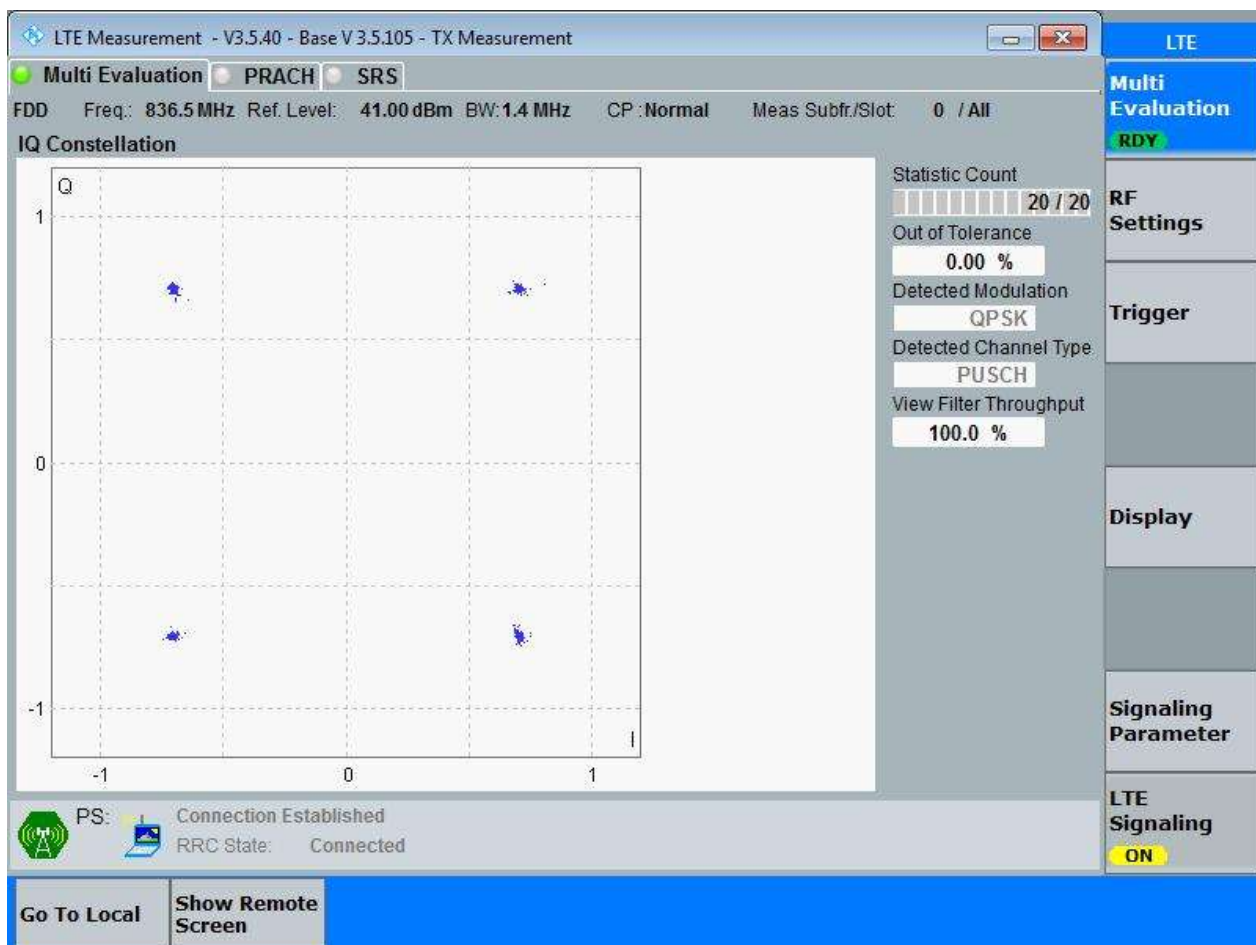 LTE Measurement - V3.5.40 - Base V 3.5.105 - TX Measurement
LTE
Multi Evaluation PRACH SRS
FDD Freq.: 836.5 MHz Ref. Level: 41.00 dBm BW: 1.4 MHz CP : Normal Meas Subfr./Slot: 0 / All
IQ Constellation
Q
1
0
-1
I
-1 0 1
Statistic Count
20 / 20
Out of Tolerance
0.00 %
Detected Modulation
QPSK
Detected Channel Type
PUSCH
View Filter Throughput
100.0 %
PS: Connection Established
RRC State: Connected
Multi
Evaluation
RDY
RF
Settings
Trigger
Display
Signaling
Parameter
LTE
Signaling
ON
Go To Local
Show Remote
Screen